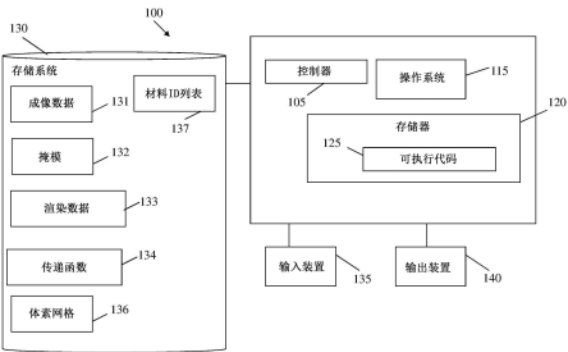 100
130
存储系统
成像数据
131
材料ID列表
137
掩模
132
渲染数据
133
传递函数
134
体素网格
136
控制器
105
操作系统
115
存储器
120
125
可执行代码
输入装置
135
输出装置
140